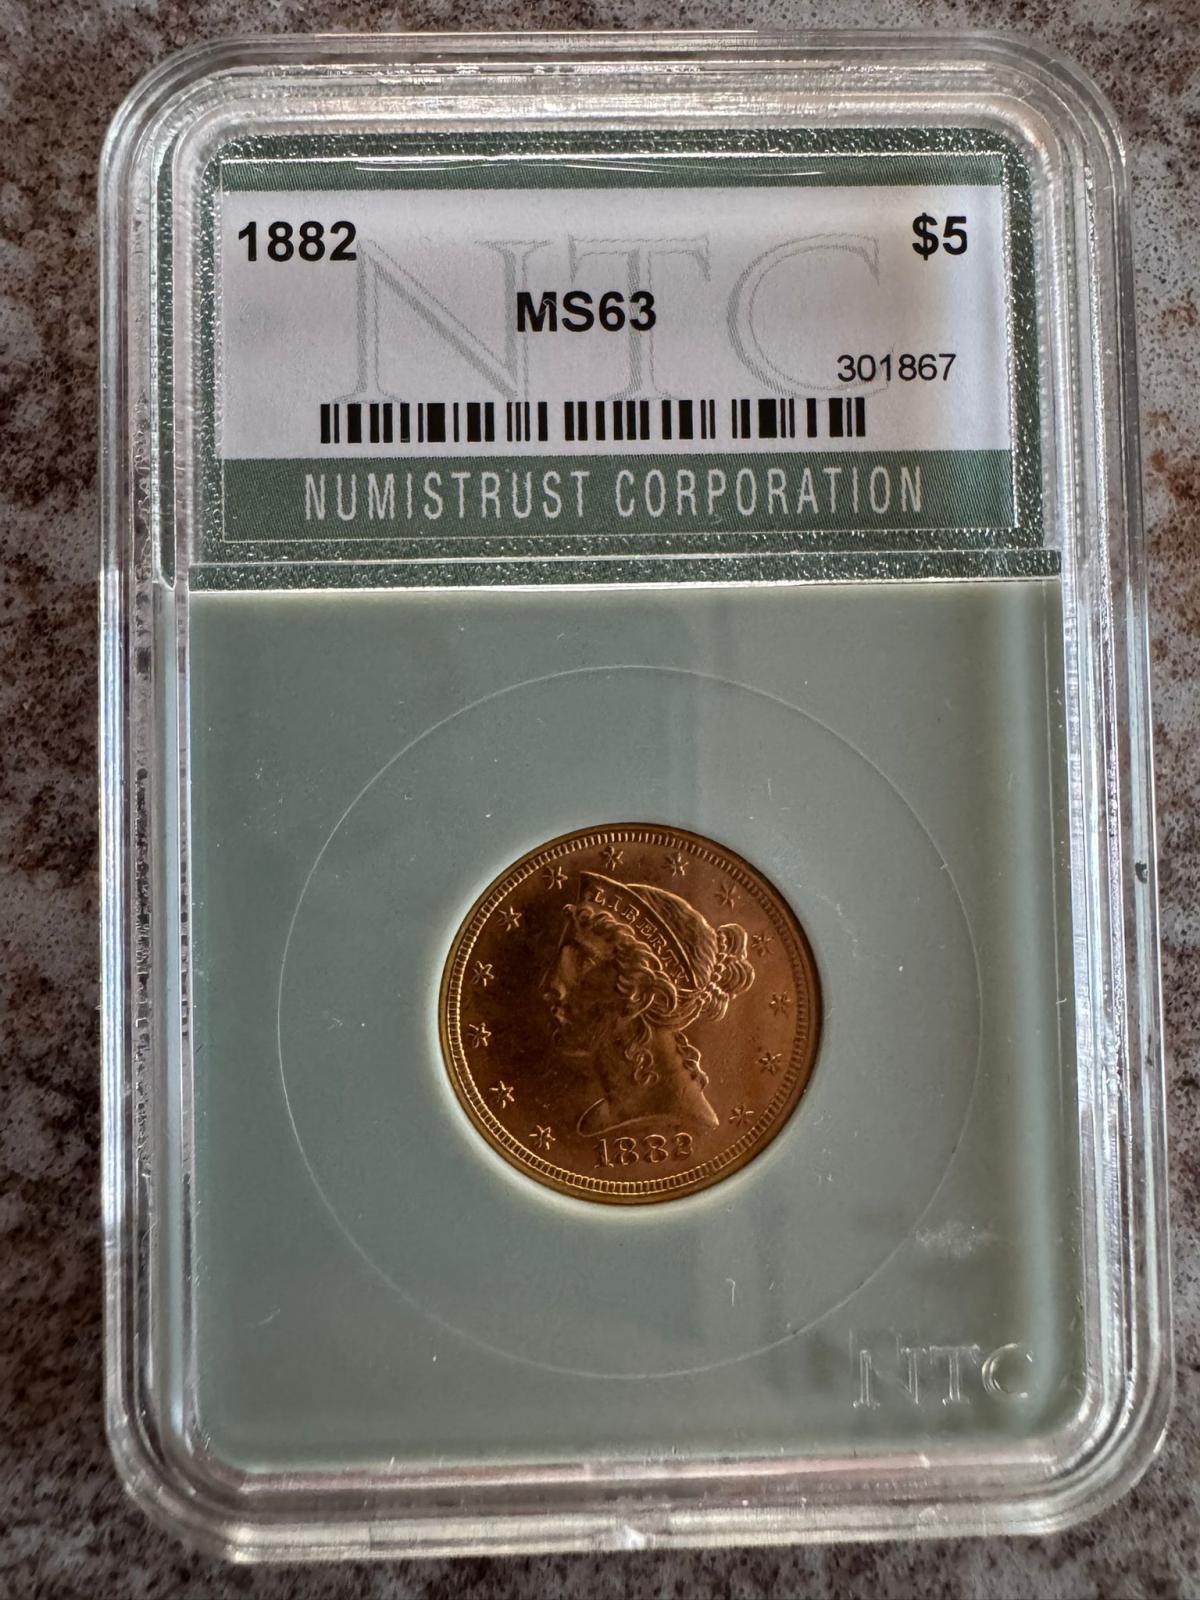 1882 $5
NTC
MS63
301867
NUMISTRUST CORPORATION
LIBERTY
1882
NTC